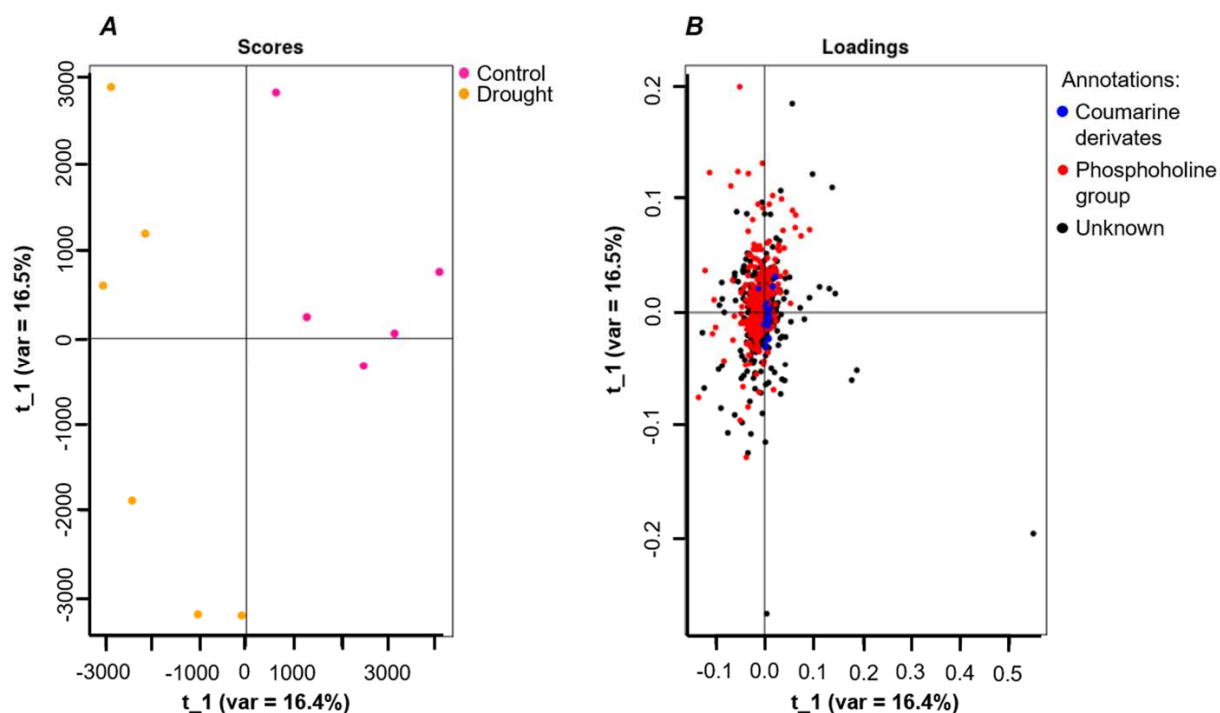 A
Scores
Control
Drought
3000
2000
1000
0
-1000
-2000
-3000
t_1 (var = 16.5%)
-3000
-1000
0
1000
3000
t_1 (var = 16.4%)
B
Loadings
Annotations:
Coumarine
derivates
Phosphoholine
group
Unknown
0.2
0.1
0.0
-0.1
-0.2
t_1 (var = 16.5%)
-0.1
0.0
0.1
0.2
0.3
0.4
0.5
t_1 (var = 16.4%)